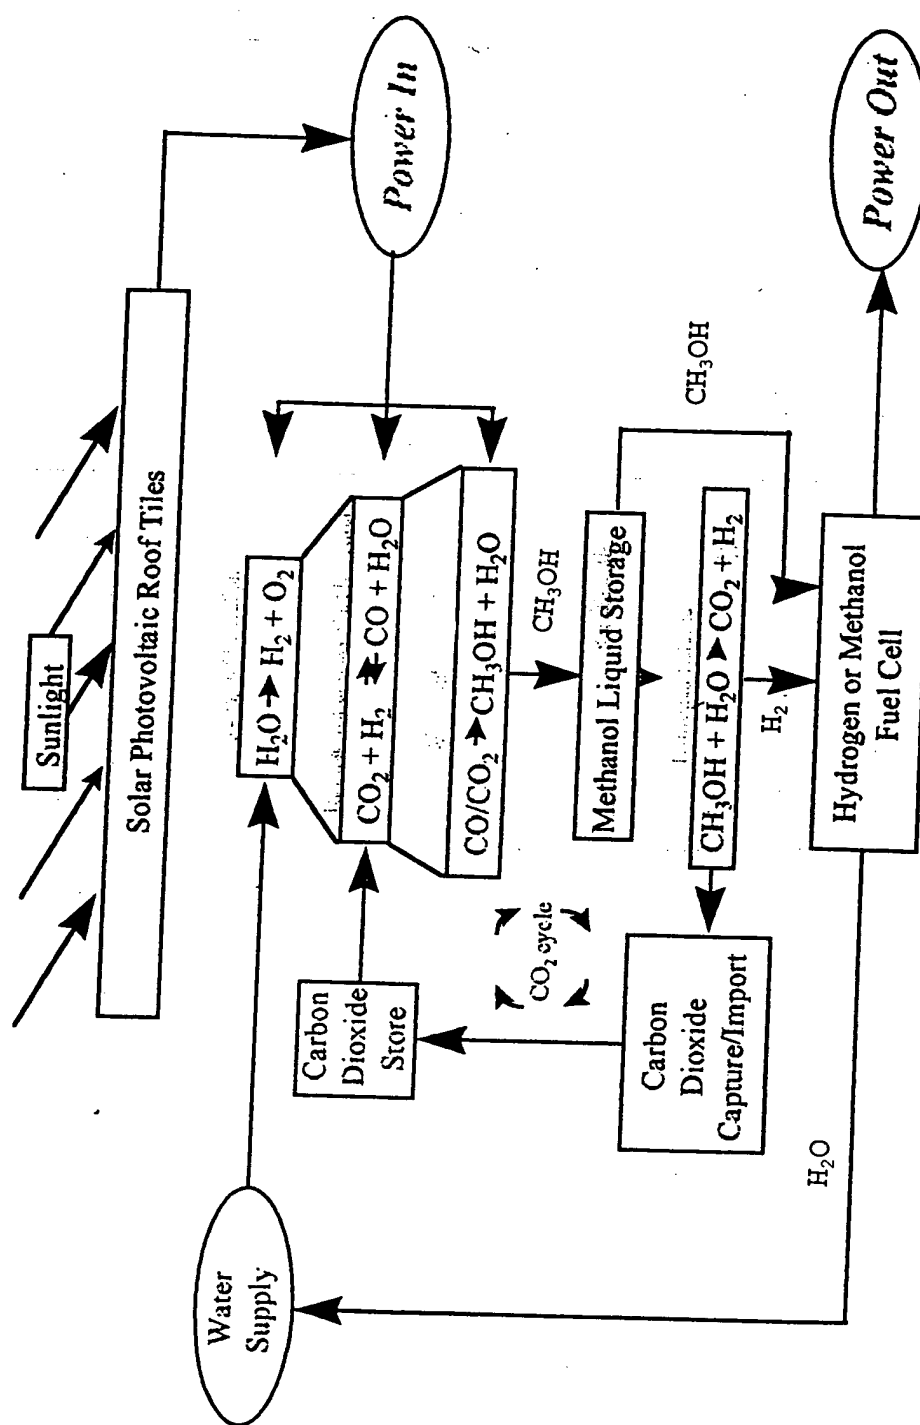 Sunlight
Solar Photovoltaic Roof Tiles
Power In
Water
Supply
H₂O → H₂ + O₂
Carbon
Dioxide
Store
CO₂ + H₂ ⇌ CO + H₂O
CO/CO₂ → CH₃OH + H₂O
CO₂ cycle
CH₃OH
Methanol Liquid Storage
CH₃OH
Carbon
Dioxide
Capture/Import
CH₃OH + H₂O > CO₂ + H₂
H₂
H₂O
Hydrogen or Methanol
Fuel Cell
Power Out